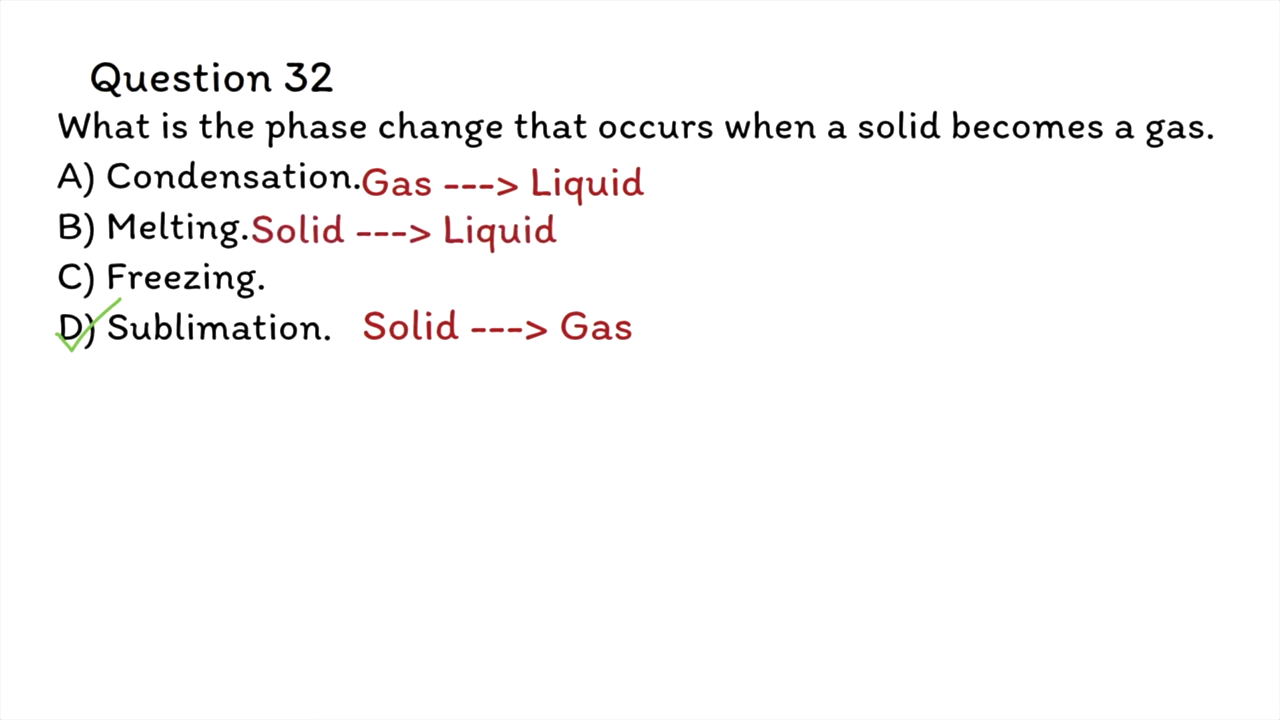 Question 32
What is the phase change that occurs when a solid becomes a gas.
A) Condensation. Gas ---> Liquid
B) Melting. Solid ---> Liquid
C) Freezing.
D) Sublimation. Solid ---> Gas